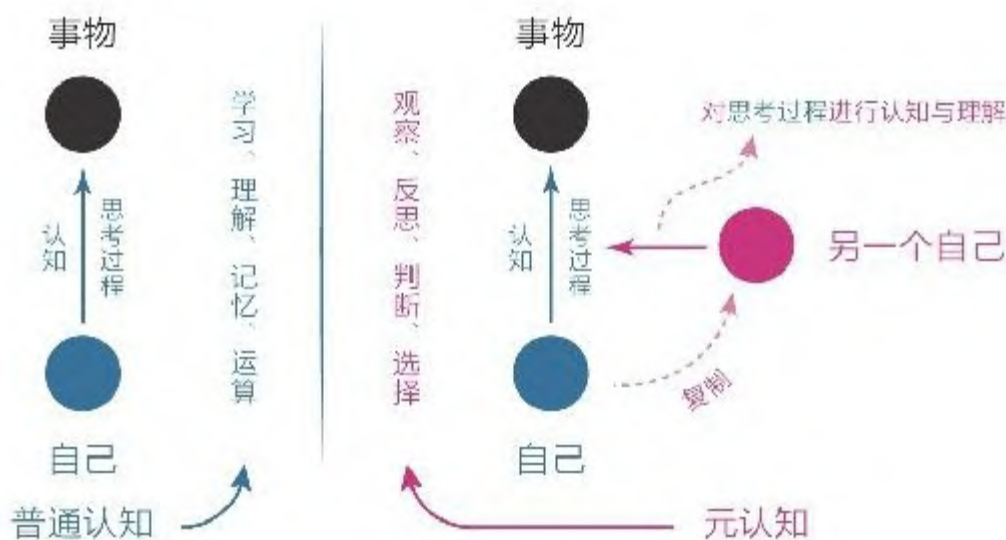 事物
认知
思考过程
自己
学习、理解、记忆、运算
普通认知
观察、反思、判断、选择
事物
认知
思考过程
自己
对思考过程进行认知与理解
另一个自己
复制
元认知